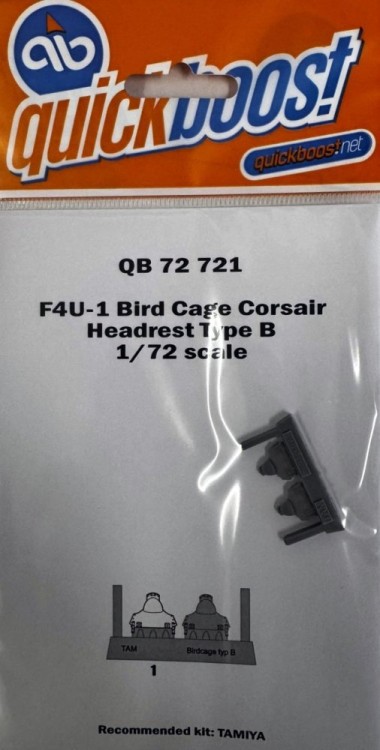 qb
quickboost
quickboost.net
QB 72 721
F4U-1 Bird Cage Corsair
Headrest Type B
1/72 scale
TAM
Birdcage typ B
1
Recommended kit: TAMIYA